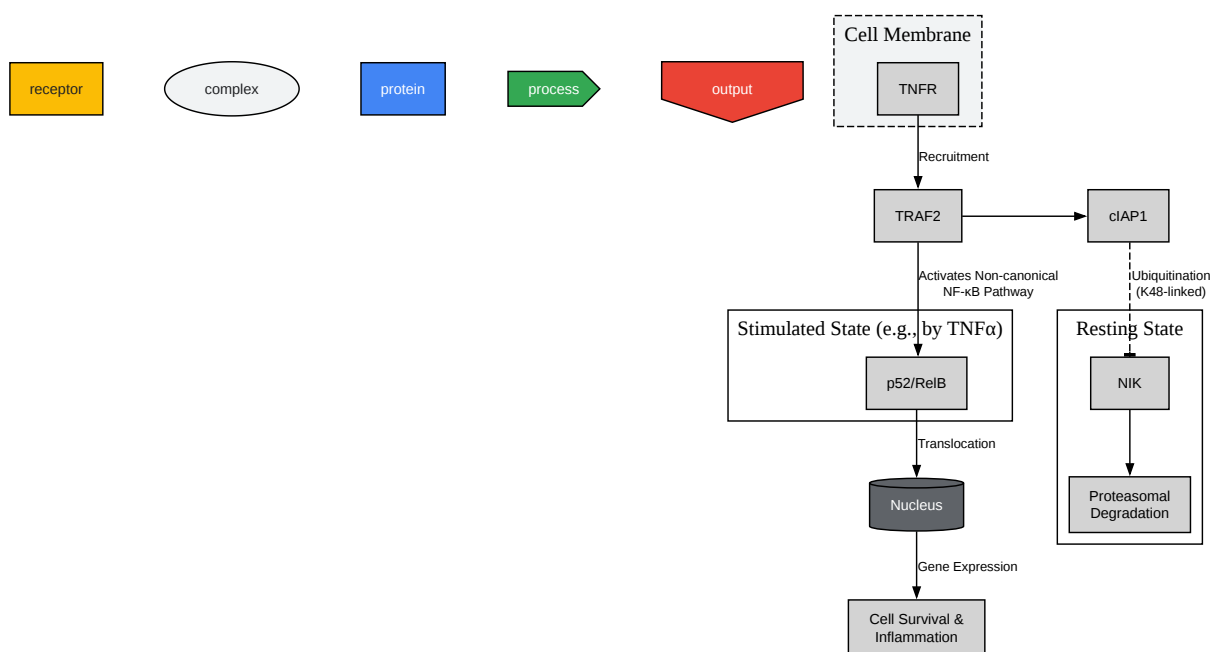 Cell Membrane
receptor
complex
protein
process
output
TNFR
Recruitment
TRAF2
cIAP1
Activates Non-canonical
NF-κB Pathway
Ubiquitination
(K48-linked)
Stimulated State (e.g., by TNFα)
Resting State
p52/RelB
NIK
Translocation
Nucleus
Proteasomal
Degradation
Gene Expression
Cell Survival &
Inflammation